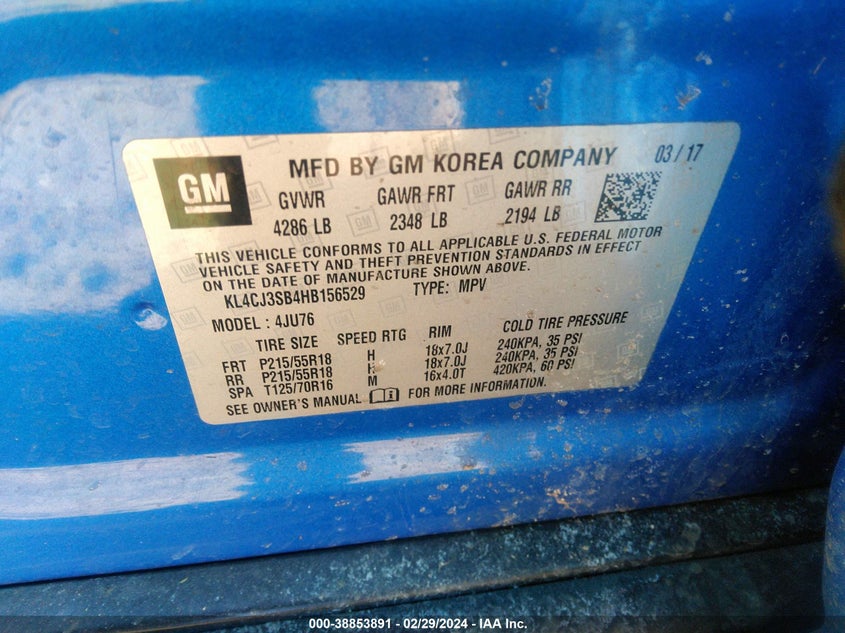 GM
MFD BY GM KOREA COMPANY 03/17
GVWR GAWR FRT GAWR RR
4286 LB 2348 LB 2194 LB
THIS VEHICLE CONFORMS TO ALL APPLICABLE U.S. FEDERAL MOTOR
VEHICLE SAFETY AND THEFT PREVENTION STANDARDS IN EFFECT
ON THE DATE OF MANUFACTURE SHOWN ABOVE.
KL4CJ3SB4HB156529 TYPE: MPV
MODEL : 4JU76
TIRE SIZE SPEED RTG RIM COLD TIRE PRESSURE
FRT P215/55R18 H 18x7.0J 240KPA, 35 PSI
RR P215/55R18 H 18x7.0J 240KPA, 35 PSI
SPA T125/70R16 M 16x4.0T 420KPA, 60 PSI
SEE OWNER'S MANUAL FOR MORE INFORMATION.
000-38853891 - 02/29/2024 - IAA Inc.